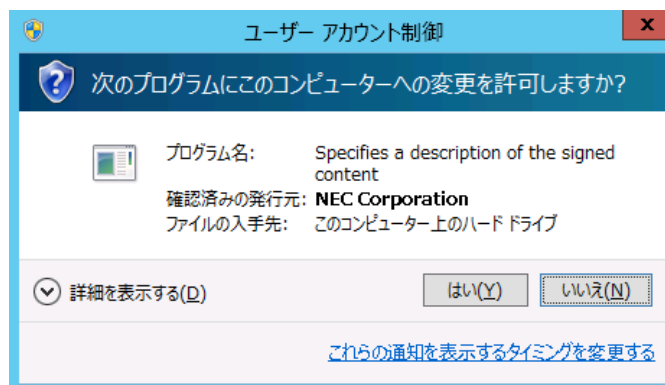 ユーザー アカウント制御
x
次のプログラムにこのコンピューターへの変更を許可しますか?
プログラム名: Specifies a description of the signed
content
確認済みの発行元: NEC Corporation
ファイルの入手先: このコンピューター上のハード ドライブ
詳細を表示する(D) はい(Y) いいえ(N)
これらの通知を表示するタイミングを変更する